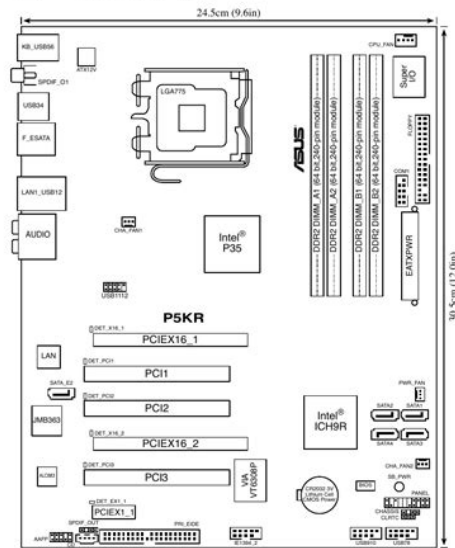 24.5cm (9.6in)
KB_USB56
SPDIF_O1
ATX12V
CPU_FAN
LGA775
Super I/O
FLOPPY
USB34
F_ESATA
ASUS
DDR2 DIMM_A1 (64 bit,240-pin module)
DDR2 DIMM_A2 (64 bit,240-pin module)
DDR2 DIMM_B1 (64 bit,240-pin module)
DDR2 DIMM_B2 (64 bit,240-pin module)
COM1
LAN1_USB12
AUDIO
CHA_FAN1
Intel®
P35
EATXPWR
30.5cm (12.0in)
USB1112
P5KR
DET_X16_1
PCIEX16_1
LAN
DET_PCI1
PCI1
SATA_E2
PWR_FAN
DET_PCI2
PCI2
SATA2
SATA1
JMB363
Intel®
ICH9R
DET_X16_2
PCIEX16_2
SATA4
SATA3
DET_PCI3
PCI3
VIA
VT6308P
CHA_FAN2
SB_PWR
CR2032 3V
Lithium Cell
CMOS Power
BIOS
PANEL
DET_EX1_1
PCIEX1_1
CHASSIS
CLRTC
SPDIF_OUT
AAFP
CD
PRI_EIDE
IE1394_2
USB910
USB78